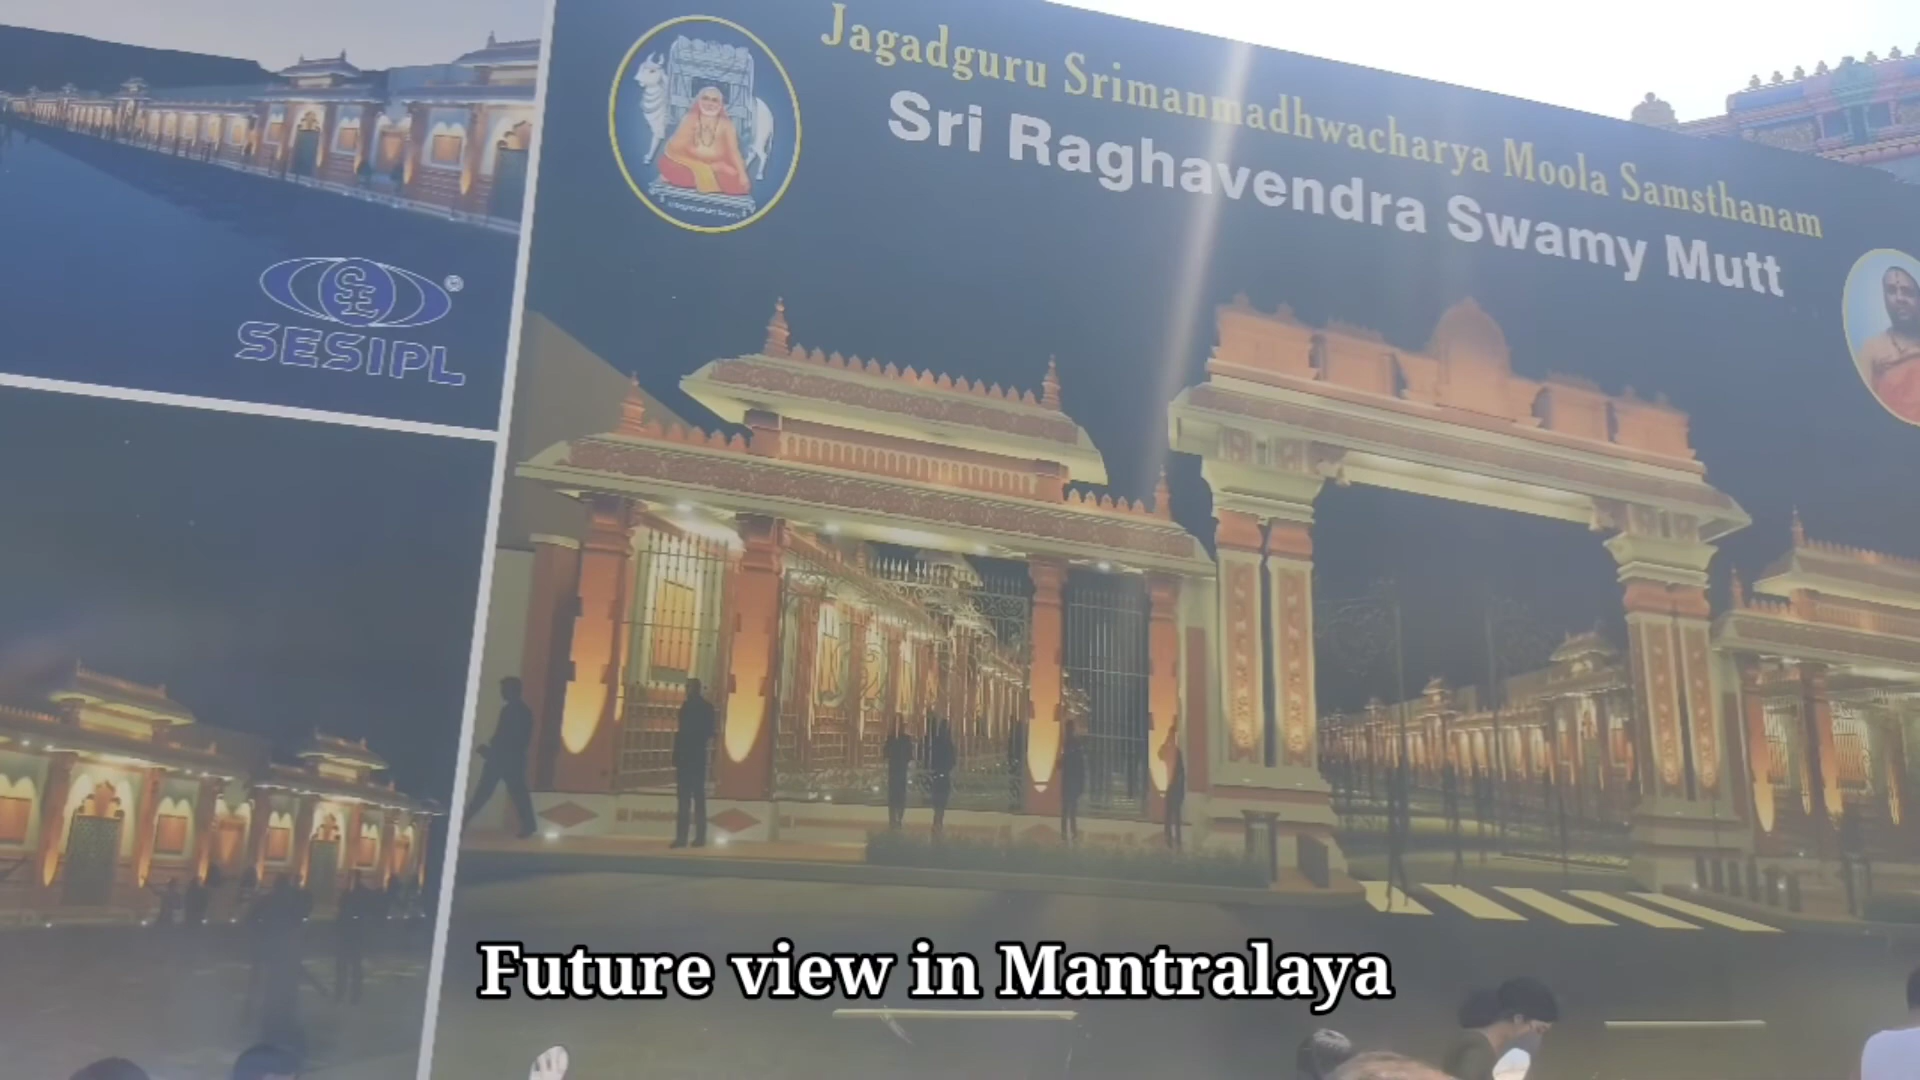 Jagadguru Srimanmadhwacharya Moola Samsthanam
Sri Raghavendra Swamy Mutt
SESIPL
Future view in Mantralaya